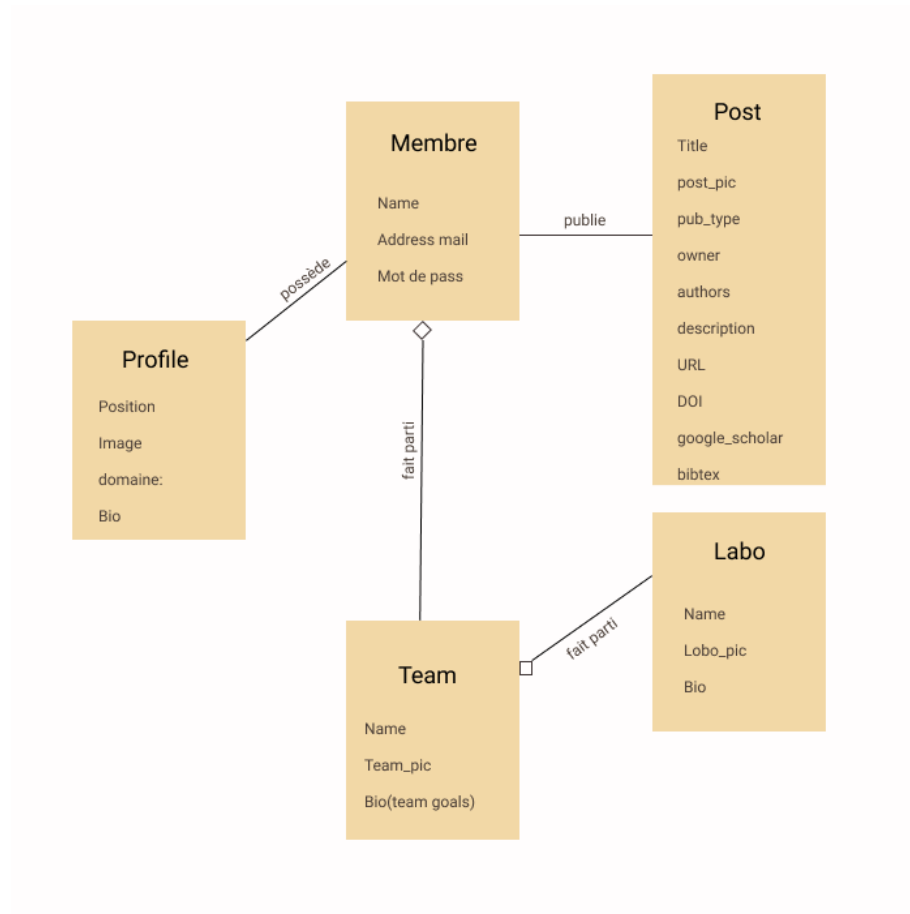 Membre
Name
Address mail
Mot de pass
publie
Post
Title
post_pic
pub_type
owner
authors
description
URL
DOI
google_scholar
bibtex
possède
Profile
Position
Image
domaine:
Bio
fait parti
Team
Name
Team_pic
Bio(team goals)
fait parti
Labo
Name
Lobo_pic
Bio